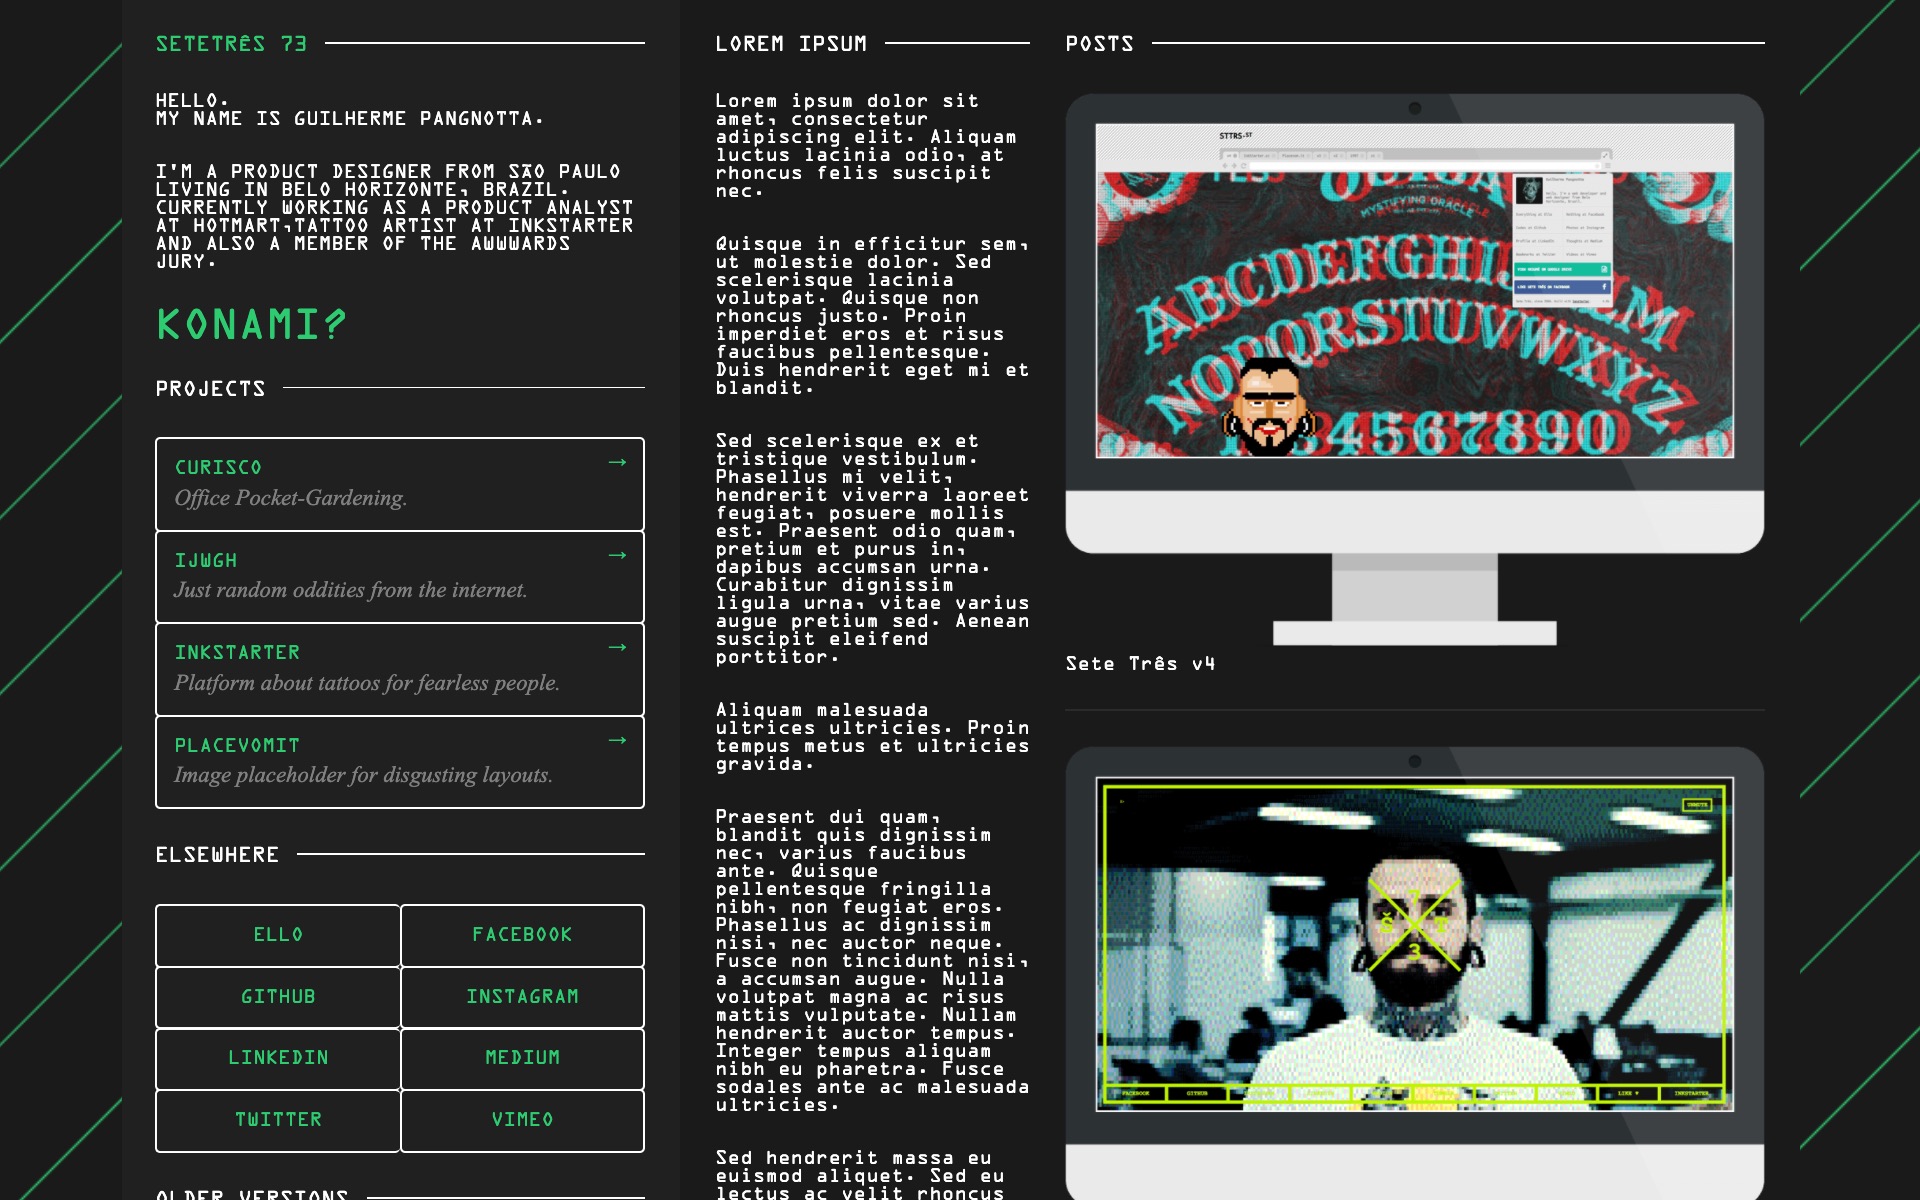 SETETRÊS 73
HELLO.
MY NAME IS GUILHERME PANGNOTTA.
I'M A PRODUCT DESIGNER FROM SÃO PAULO
LIVING IN BELO HORIZONTE, BRAZIL.
CURRENTLY WORKING AS A PRODUCT ANALYST
AT HOTMART,TATTOO ARTIST AT INKSTARTER
AND ALSO A MEMBER OF THE AWWWARDS
JURY.
KONAMI?
PROJECTS
CURISCO →
Office Pocket-Gardening.
IJWGH →
Just random oddities from the internet.
INKSTARTER →
Platform about tattoos for fearless people.
PLACEVOMIT →
Image placeholder for disgusting layouts.
ELSEWHERE
ELLO
FACEBOOK
GITHUB
INSTAGRAM
LINKEDIN
MEDIUM
TWITTER
VIMEO
OLDER VERSIONS
LOREM IPSUM
Lorem ipsum dolor sit
amet, consectetur
adipiscing elit. Aliquam
luctus lacinia odio, at
rhoncus felis suscipit
nec.
Quisque in efficitur sem,
ut molestie dolor. Sed
scelerisque lacinia
volutpat. Quisque non
rhoncus justo. Proin
imperdiet eros et risus
faucibus pellentesque.
Duis hendrerit eget mi et
blandit.
Sed scelerisque ex et
tristique vestibulum.
Phasellus mi velit,
hendrerit viverra laoreet
feugiat, posuere mollis
est. Praesent odio quam,
pretium et purus in,
dapibus accumsan urna.
Curabitur dignissim
ligula urna, vitae varius
augue pretium sed. Aenean
suscipit eleifend
porttitor.
Aliquam malesuada
ultrices ultricies. Proin
tempus metus et ultricies
gravida.
Praesent dui quam,
blandit quis dignissim
nec, varius faucibus
ante. Quisque
pellentesque fringilla
nibh, non feugiat eros.
Phasellus ac dignissim
nisi, nec auctor neque.
Fusce non tincidunt nisi,
a accumsan augue. Nulla
volutpat magna ac risus
mattis vulputate. Nullam
hendrerit auctor tempus.
Integer tempus aliquam
nibh eu pharetra. Fusce
sodales ante ac malesuada
ultricies.
Sed hendrerit massa eu
euismod aliquet. Sed eu
lectus ac velit rhoncus
POSTS
STTRS.ST
MYSTIFYING ORACLE
ABCDEFGHI EM
NOPQRSTUVWXYZ
34567890
Sete Três v4
UNMUTE
7
S T
3
FACEBOOK
GITHUB
LIKE
INKSTARTER